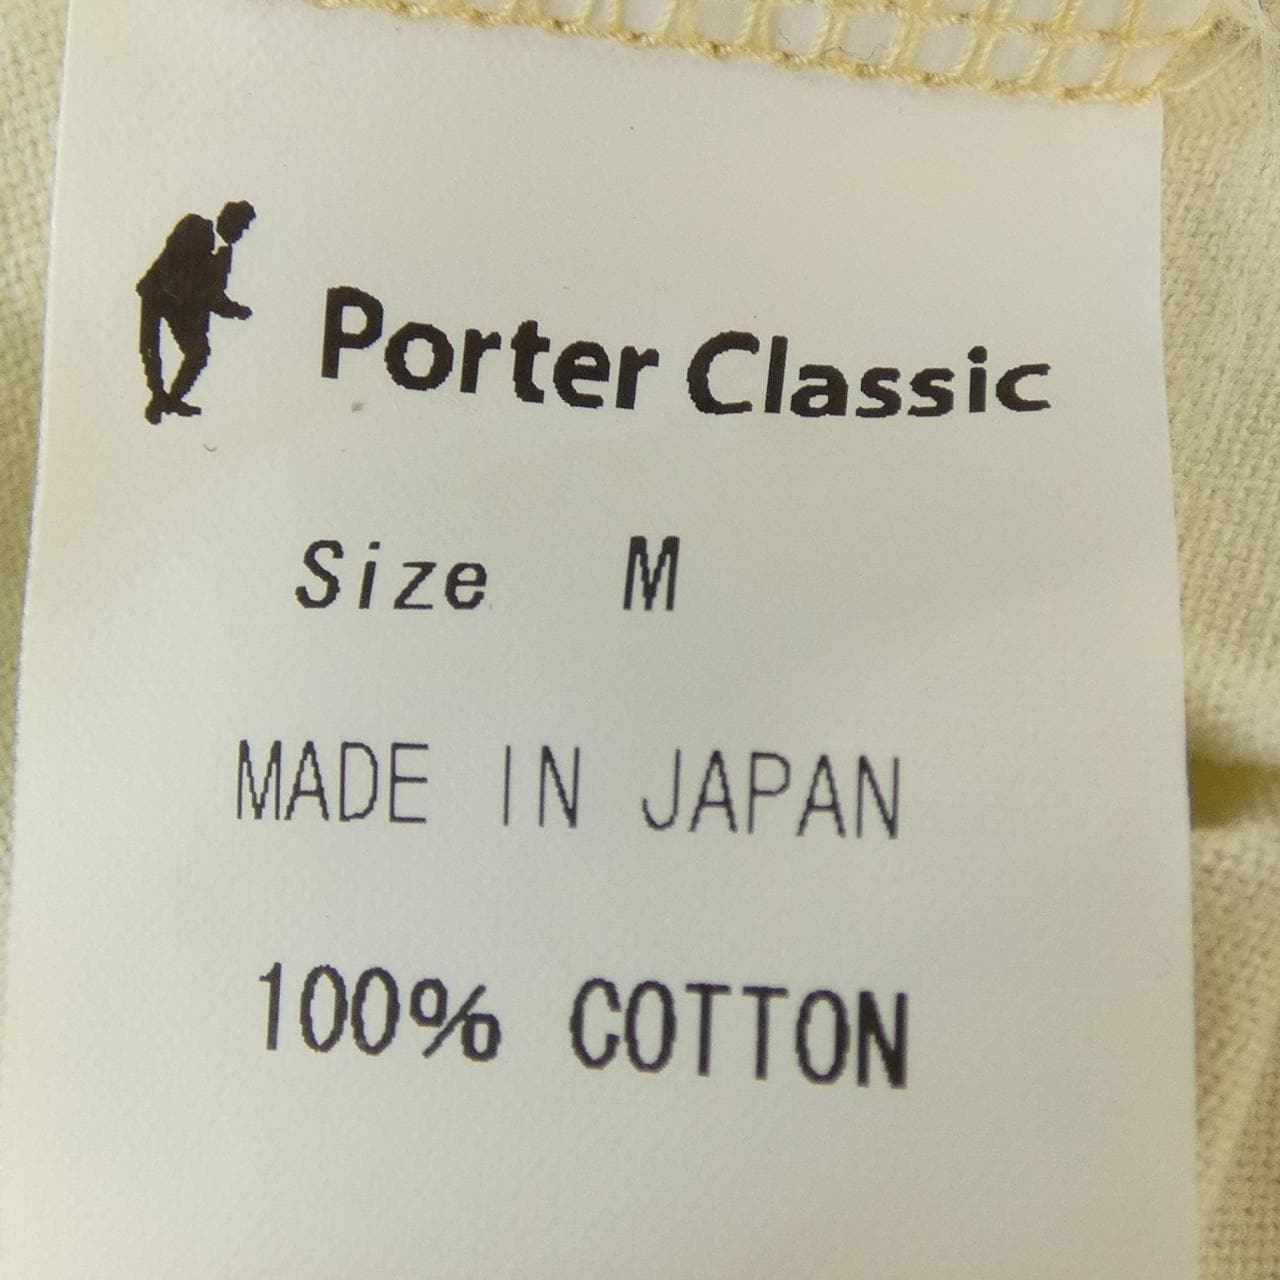 Porter Classic
Size M
MADE IN JAPAN
100% COTTON